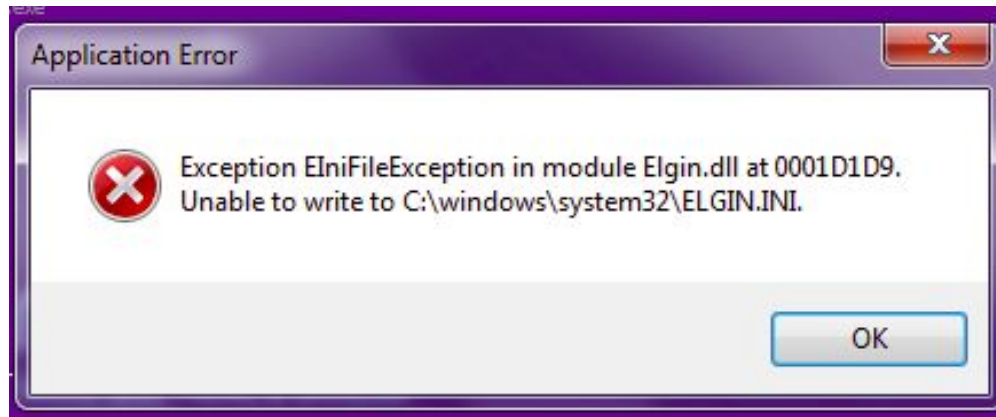 Application Error
Exception EIniFileException in module Elgin.dll at 0001D1D9.
Unable to write to C:\windows\system32\ELGIN.INI.
OK